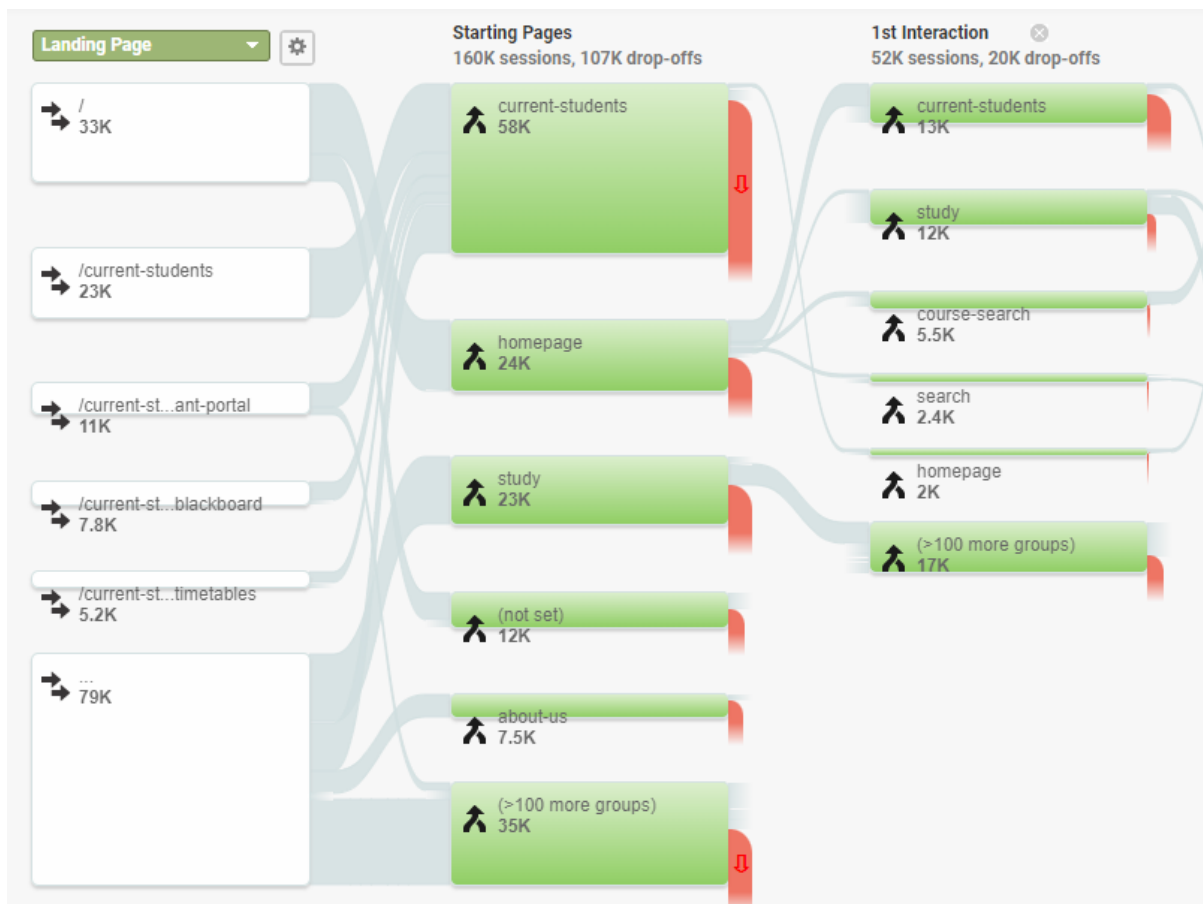 Landing Page
/
33K
/current-students
23K
/current-st...ant-portal
11K
/current-st...blackboard
7.8K
/current-st...timetables
5.2K
...
79K
Starting Pages
160K sessions, 107K drop-offs
current-students
58K
homepage
24K
study
23K
(not set)
12K
about-us
7.5K
(>100 more groups)
35K
1st Interaction
52K sessions, 20K drop-offs
current-students
13K
study
12K
course-search
5.5K
search
2.4K
homepage
2K
(>100 more groups)
17K